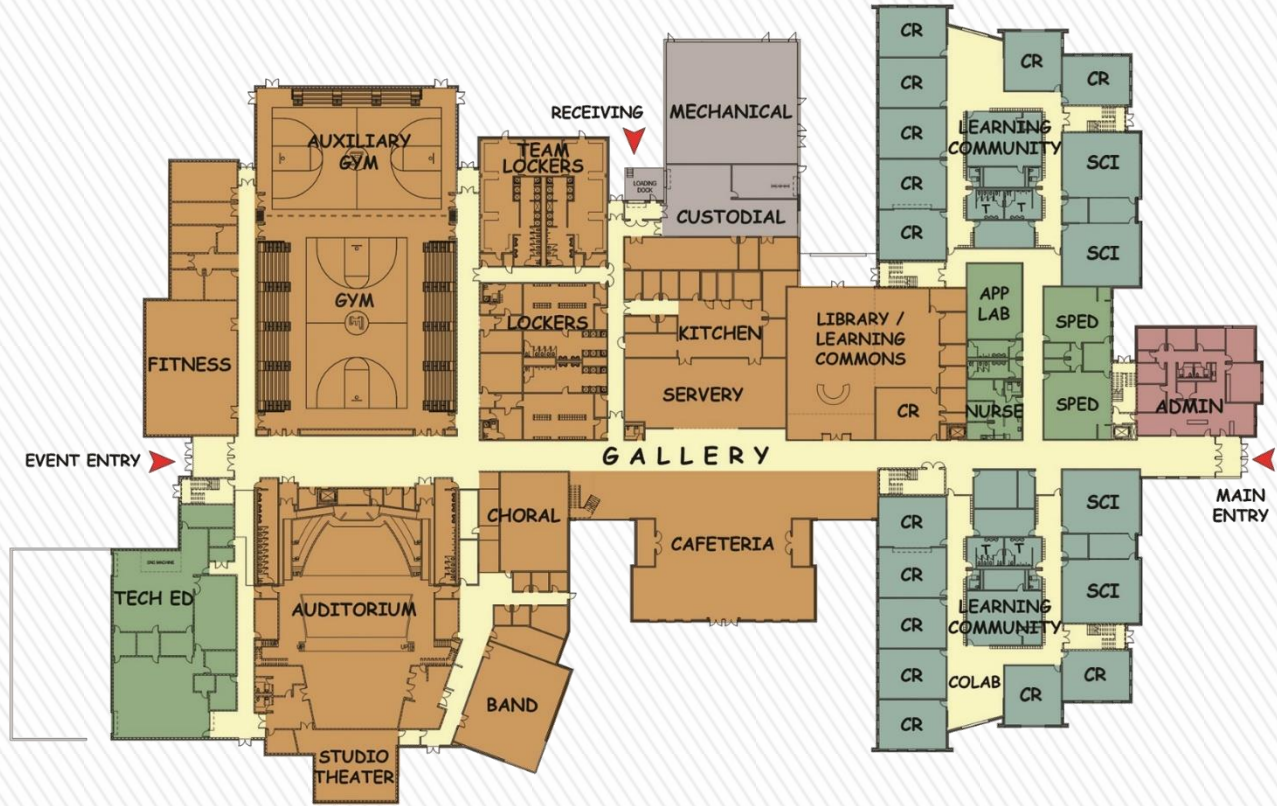 CR
CR
CR
CR
CR
CR
CR
LEARNING
COMMUNITY
SCI
SCI
T T
MECHANICAL
RECEIVING
LOADING
DOCK
CUSTODIAL
AUXILIARY
GYM
TEAM
LOCKERS
GYM
LOCKERS
FITNESS
KITCHEN
SERVERY
LIBRARY /
LEARNING
COMMONS
CR
APP
LAB
NURSE
SPED
SPED
ADMIN
EVENT ENTRY
GALLERY
MAIN
ENTRY
CHORAL
CAFETERIA
TECH ED
AUDITORIUM
UP
BAND
STUDIO
THEATER
CR
CR
CR
CR
CR
SCI
SCI
T T
LEARNING
COMMUNITY
COLAB
CR
CR